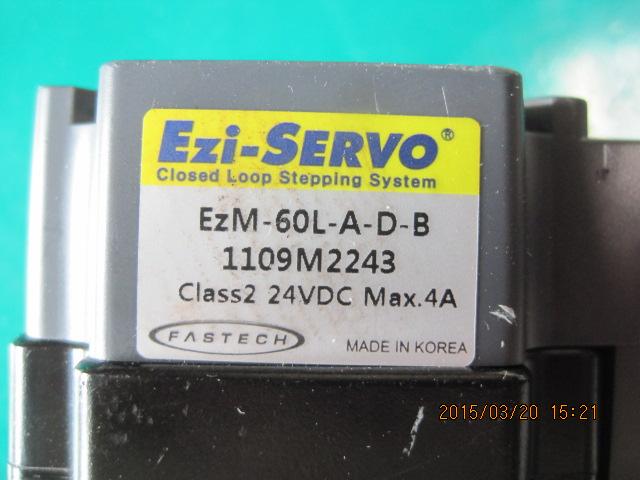 Ezi-SERVO®
Closed Loop Stepping System
EzM-60L-A-D-B
1109M2243
Class2 24VDC Max.4A
FASTECH
MADE IN KOREA
2015/03/20 15:21